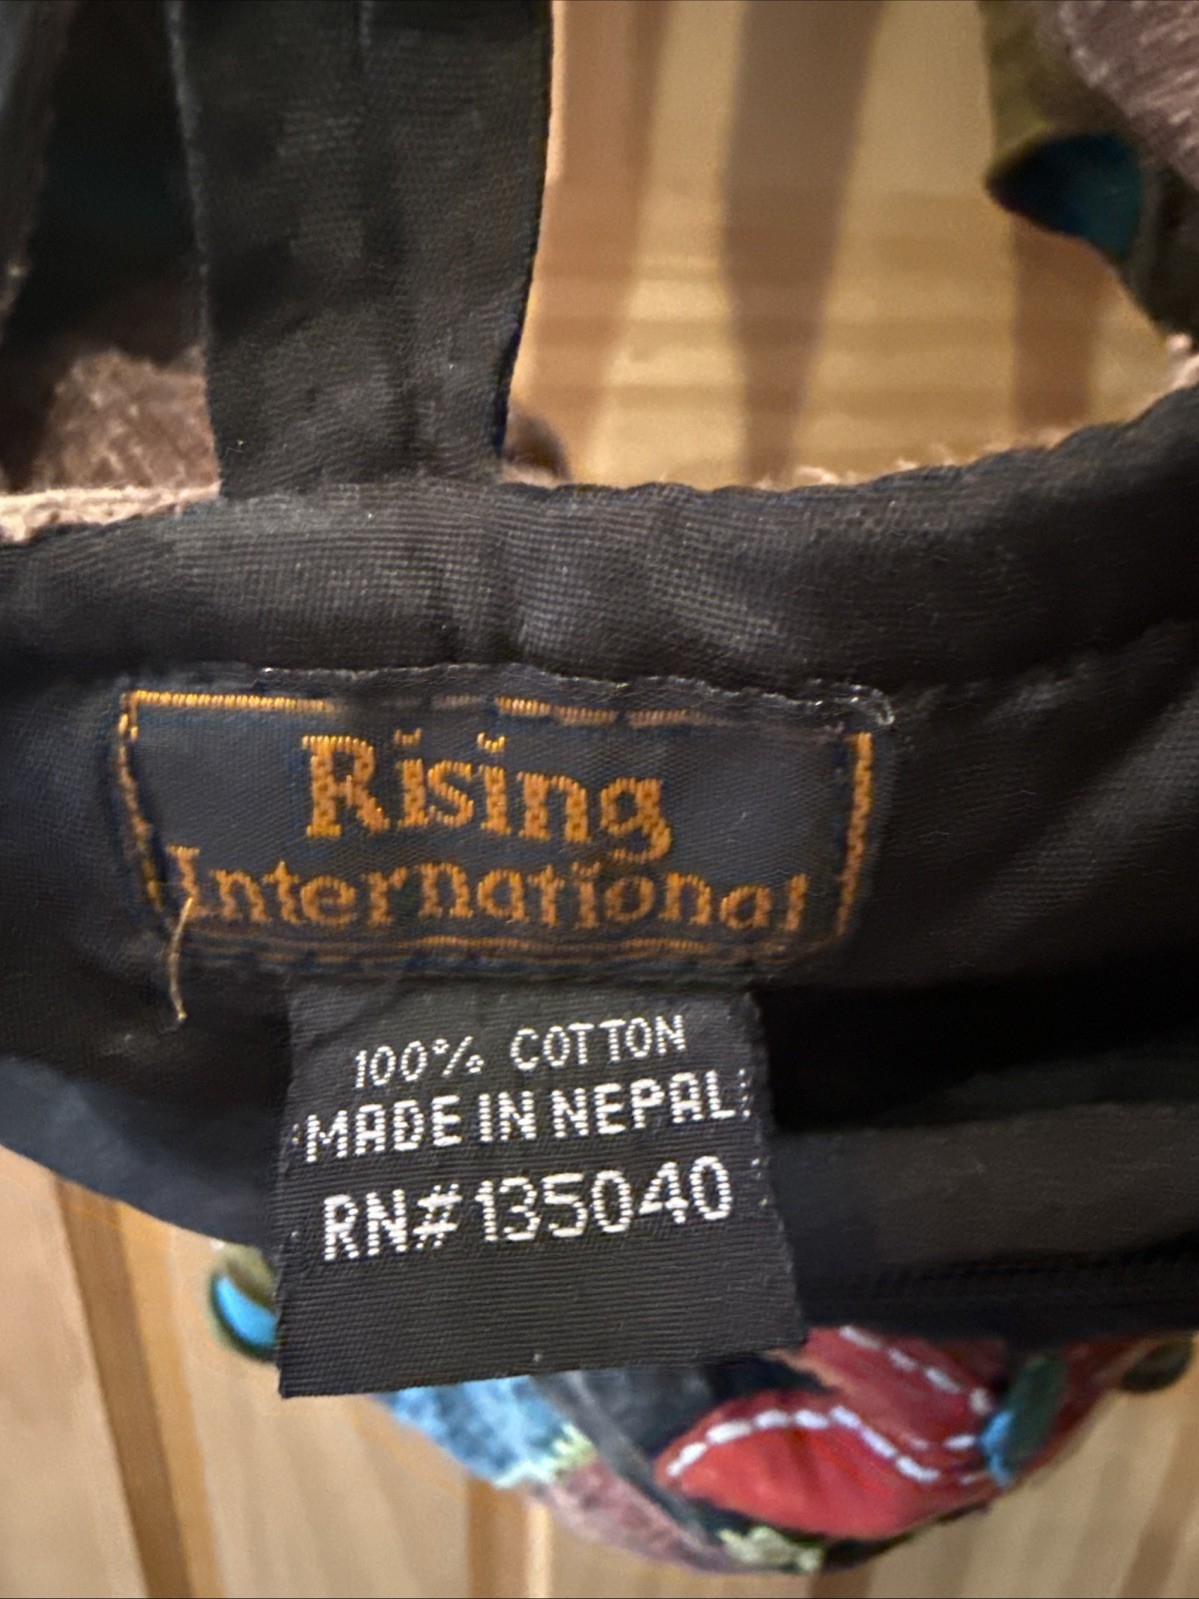 Rising
International
100% COTTON
MADE IN NEPAL
RN#135040